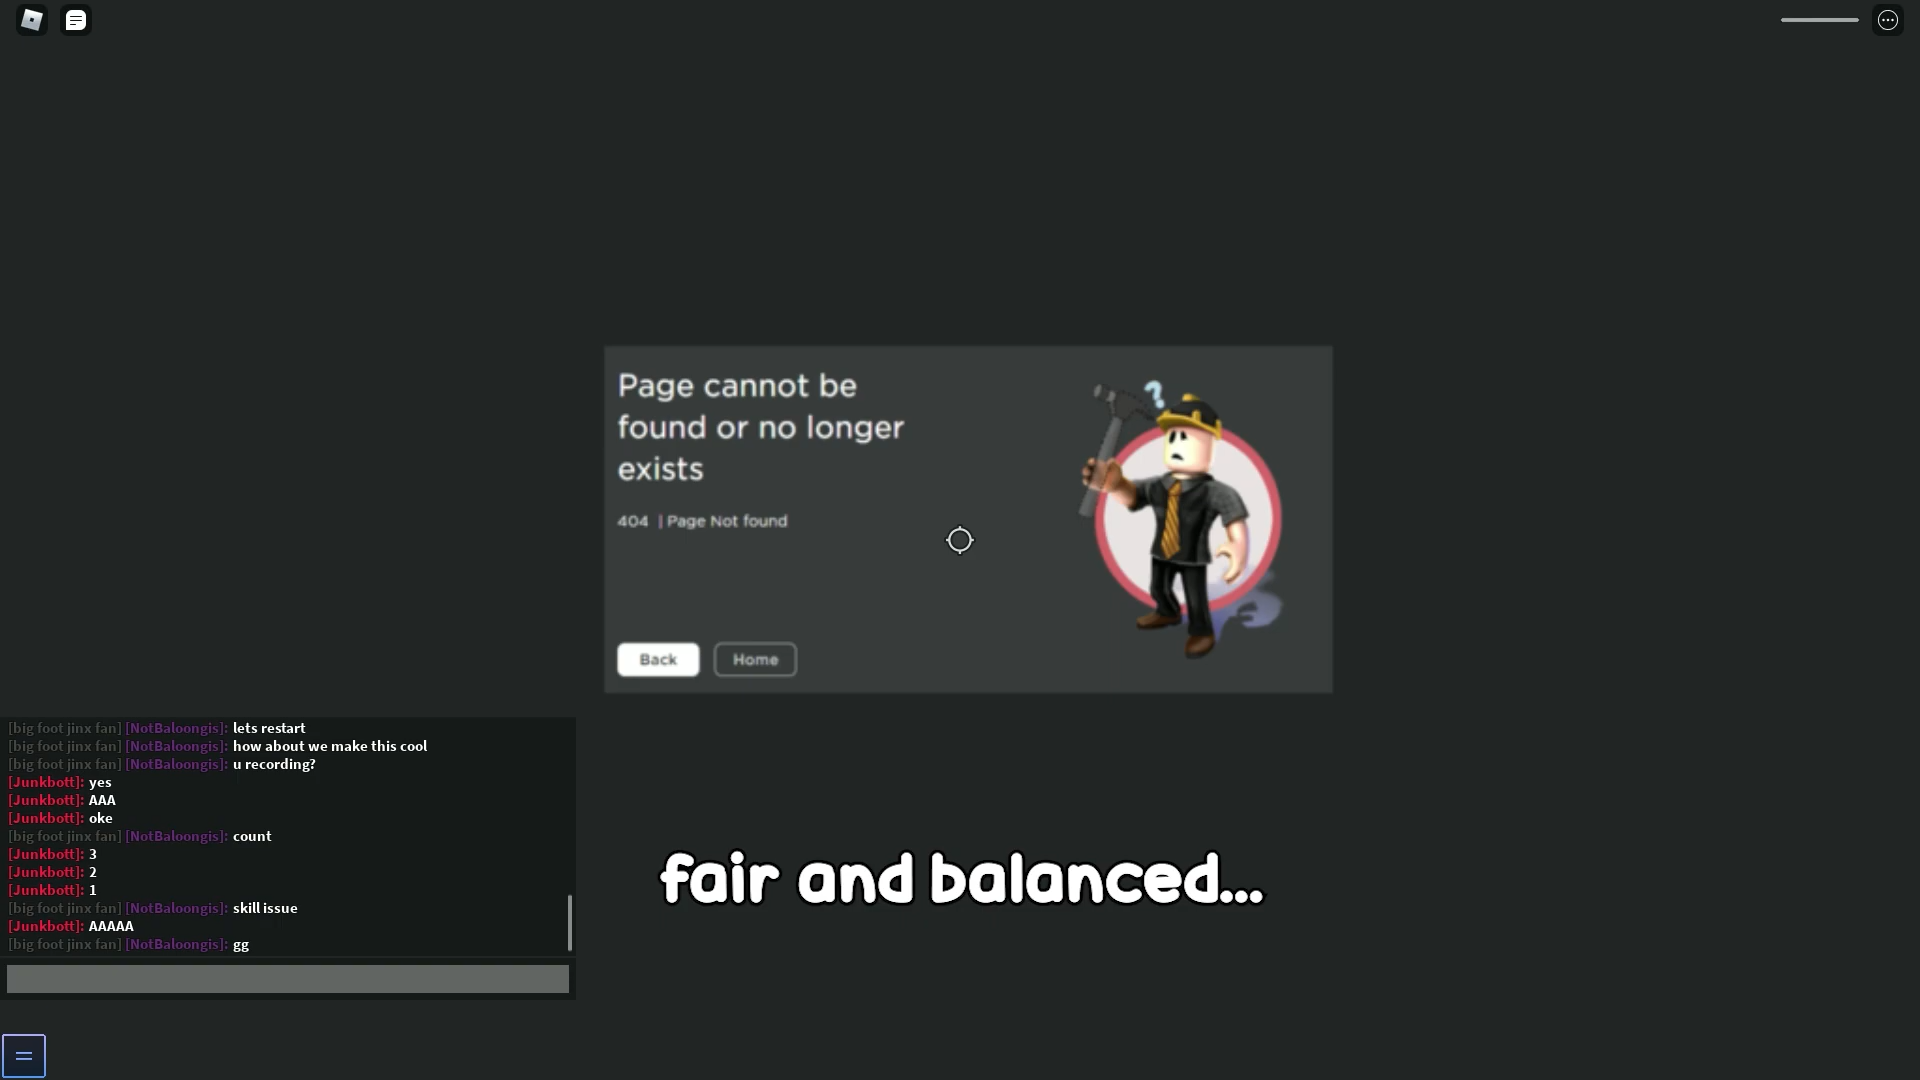 Page cannot be
found or no longer
exists
404 | Page Not found
Back
Home
[big foot jinx fan] [NotBaloongis]: lets restart
[big foot jinx fan] [NotBaloongis]: how about we make this cool
[big foot jinx fan] [NotBaloongis]: u recording?
[Junkbott]: yes
[Junkbott]: AAA
[Junkbott]: oke
[big foot jinx fan] [NotBaloongis]: count
[Junkbott]: 3
[Junkbott]: 2
[Junkbott]: 1
[big foot jinx fan] [NotBaloongis]: skill issue
[Junkbott]: AAAAA
[big foot jinx fan] [NotBaloongis]: gg
fair and balanced...